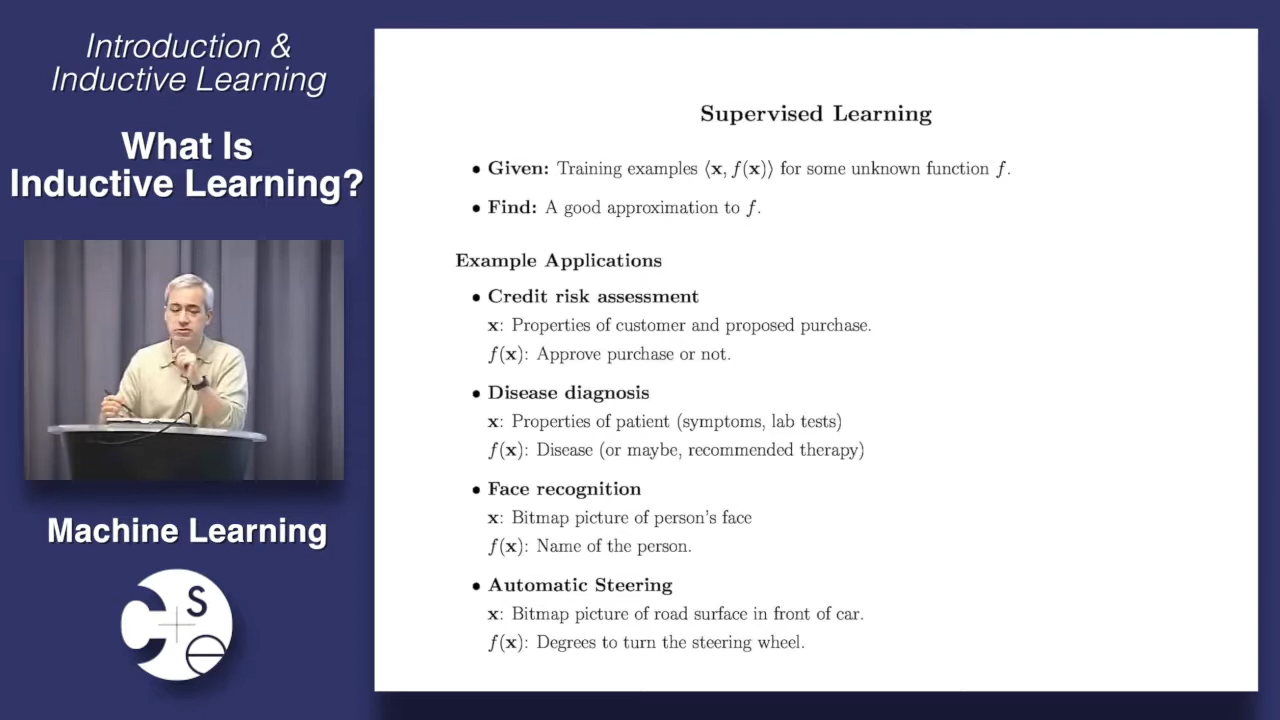 Introduction &
Inductive Learning
What Is
Inductive Learning?
Machine Learning
C S e
Supervised Learning
• Given: Training examples ⟨x, f(x)⟩ for some unknown function f.
• Find: A good approximation to f.
Example Applications
• Credit risk assessment
x: Properties of customer and proposed purchase.
f(x): Approve purchase or not.
• Disease diagnosis
x: Properties of patient (symptoms, lab tests)
f(x): Disease (or maybe, recommended therapy)
• Face recognition
x: Bitmap picture of person's face
f(x): Name of the person.
• Automatic Steering
x: Bitmap picture of road surface in front of car.
f(x): Degrees to turn the steering wheel.